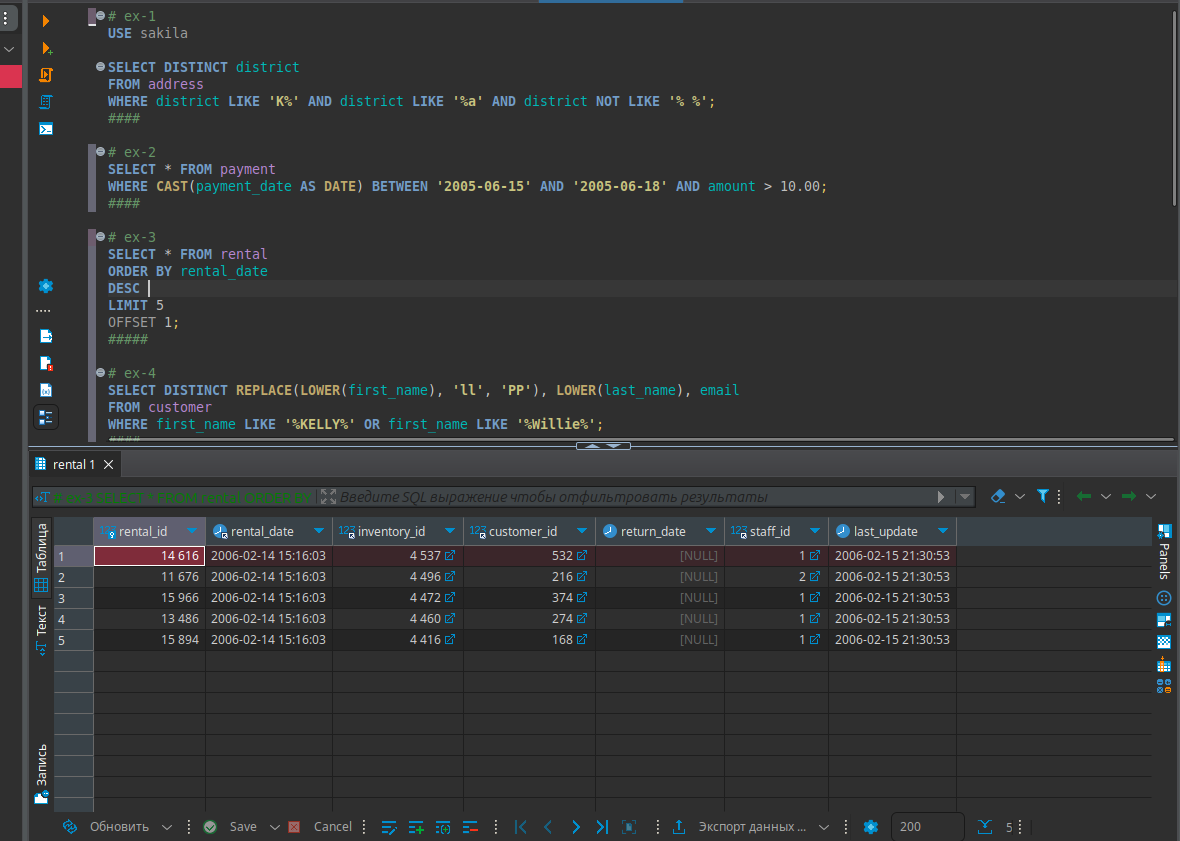 # ex-1
USE sakila
SELECT DISTINCT district
FROM address
WHERE district LIKE 'K%' AND district LIKE '%a' AND district NOT LIKE '% %';
####
# ex-2
SELECT * FROM payment
WHERE CAST(payment_date AS DATE) BETWEEN '2005-06-15' AND '2005-06-18' AND amount > 10.00;
####
# ex-3
SELECT * FROM rental
ORDER BY rental_date
DESC
LIMIT 5
OFFSET 1;
#####
# ex-4
SELECT DISTINCT REPLACE(LOWER(first_name), 'll', 'PP'), LOWER(last_name), email
FROM customer
WHERE first_name LIKE '%KELLY%' OR first_name LIKE '%Willie%';
####
rental 1
# ex-3 SELECT * FROM rental ORDER BY
Введите SQL выражение чтобы отфильтровать результаты
Таблица
Текст
Запись
rental_id rental_date inventory_id customer_id return_date staff_id last_update
1 14 616 2006-02-14 15:16:03 4 537 532 [NULL] 1 2006-02-15 21:30:53
2 11 676 2006-02-14 15:16:03 4 496 216 [NULL] 2 2006-02-15 21:30:53
3 15 966 2006-02-14 15:16:03 4 472 374 [NULL] 1 2006-02-15 21:30:53
4 13 486 2006-02-14 15:16:03 4 460 274 [NULL] 1 2006-02-15 21:30:53
5 15 894 2006-02-14 15:16:03 4 416 168 [NULL] 1 2006-02-15 21:30:53
Panels
Обновить Save Cancel Экспорт данных ... 200 5